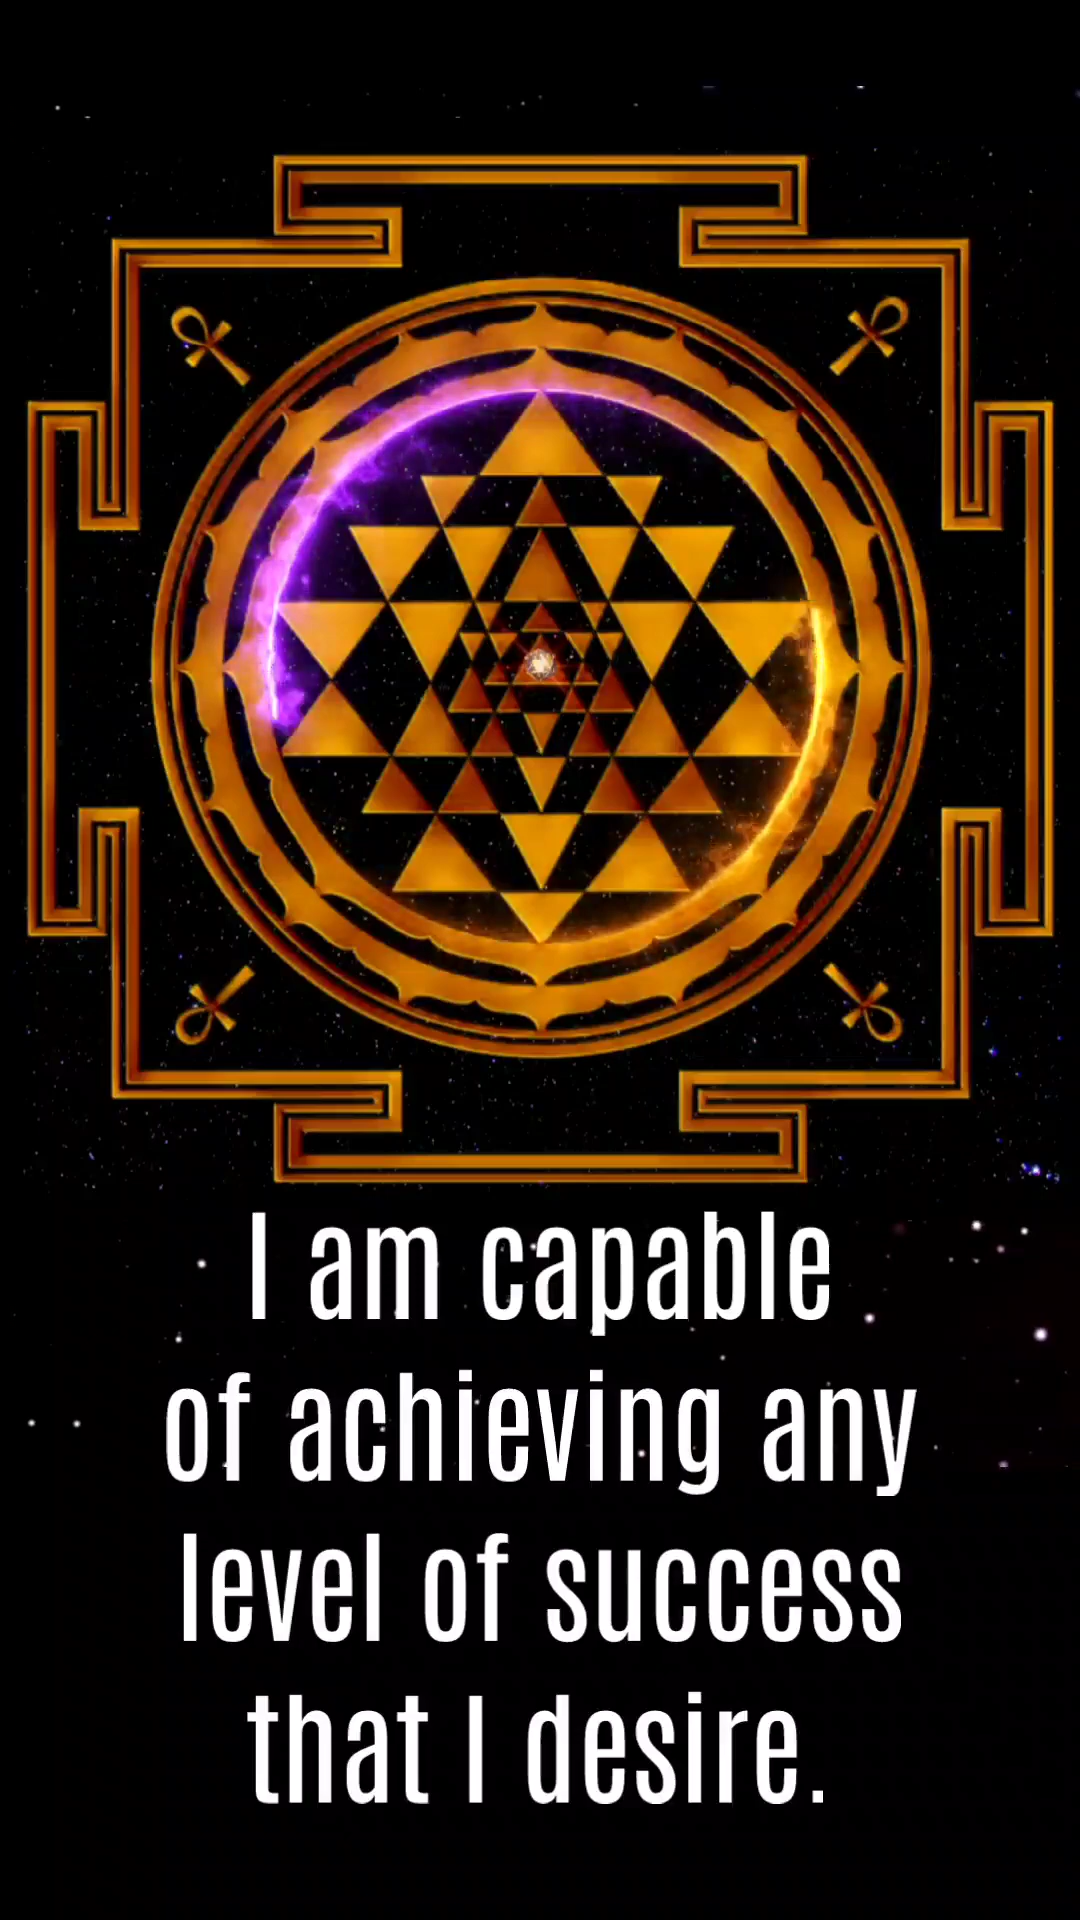 I am capable
of achieving any
level of success
that I desire.